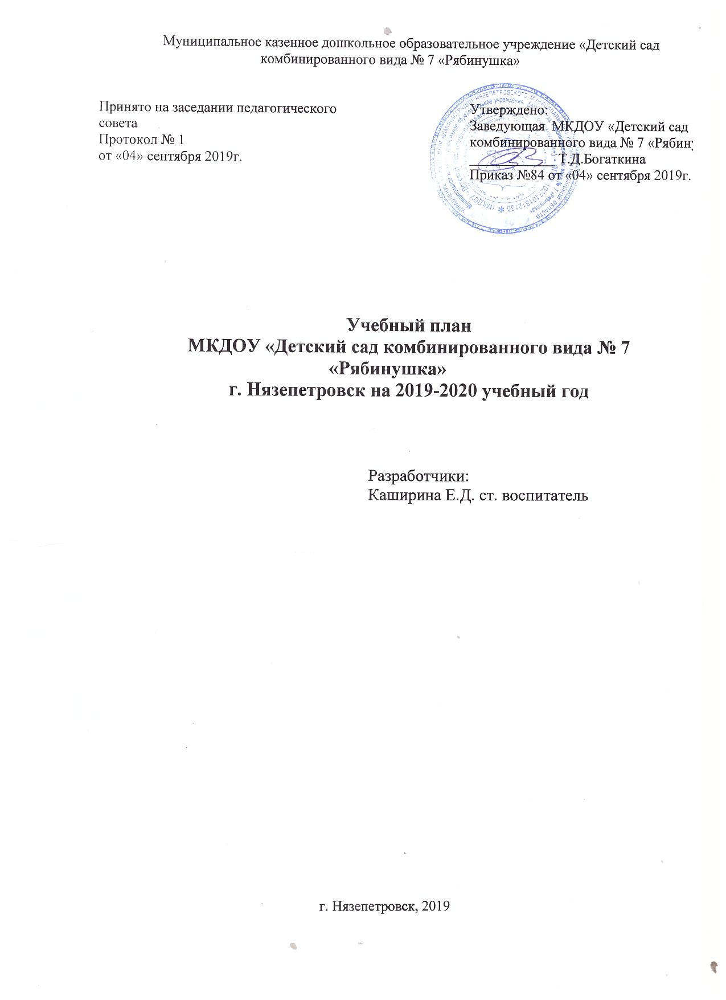 Муниципальное казенное дошкольное образовательное учреждение «Детский сад
комбинированного вида № 7 «Рябинушка»
Принято на заседании педагогического
совета
Протокол № 1
от «04» сентября 2019г.
Утверждено:
Заведующая МКДОУ «Детский сад
комбинированного вида № 7 «Рябину
Т.Д.Богаткина
Приказ №84 от «04» сентября 2019г.
Учебный план
МКДОУ «Детский сад комбинированного вида № 7
«Рябинушка»
г. Нязепетровск на 2019-2020 учебный год
Разработчики:
Каширина Е.Д. ст. воспитатель
г. Нязепетровск, 2019